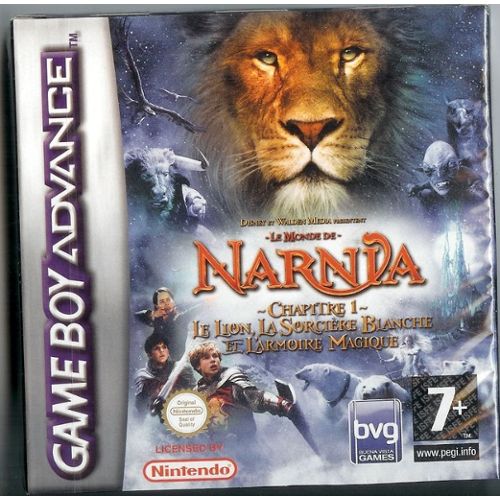 GAME BOY ADVANCE
TM
DISNEY ET WALDEN MEDIA PRÉSENTENT
-LE MONDE DE-
NARNIA
~CHAPITRE 1~
LE LION, LA SORCIÈRE BLANCHE
ET L'ARMOIRE MAGIQUE
Original
Nintendo
Seal of
Quality
LICENSED BY
Nintendo
bvg
BUENA VISTA
GAMES
7+
www.pegi.info